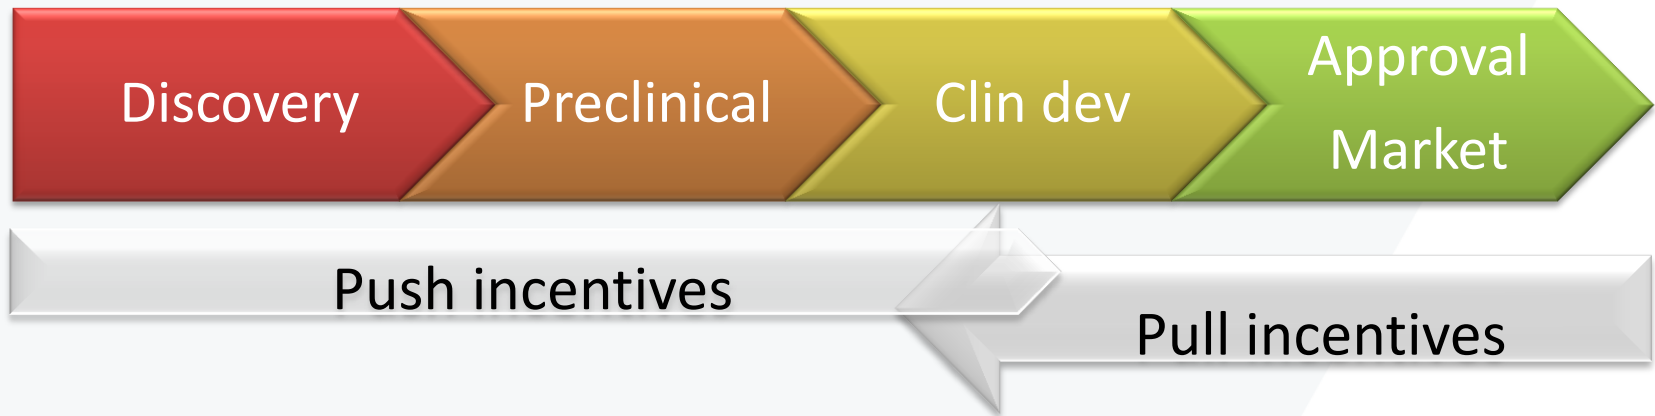 Discovery
Preclinical
Clin dev
Approval
Market
Push incentives
Pull incentives